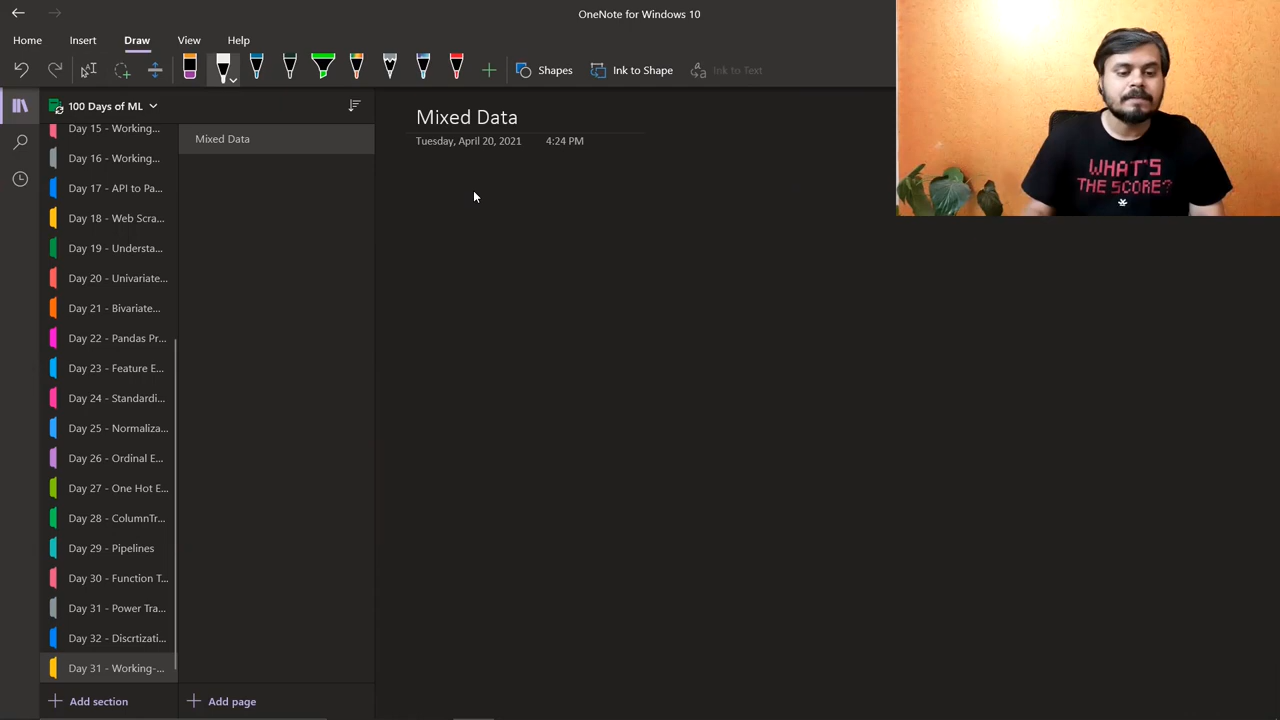 OneNote for Windows 10
Home Insert Draw View Help
Shapes Ink to Shape Ink to Text
100 Days of ML
Mixed Data
Tuesday, April 20, 2021 4:24 PM
Mixed Data
Day 15 - Working...
Day 16 - Working...
Day 17 - API to Pa...
Day 18 - Web Scra...
Day 19 - Understa...
Day 20 - Univariate...
Day 21 - Bivariate...
Day 22 - Pandas Pr...
Day 23 - Feature E...
Day 24 - Standardi...
Day 25 - Normaliza...
Day 26 - Ordinal E...
Day 27 - One Hot E...
Day 28 - ColumnTr...
Day 29 - Pipelines
Day 30 - Function T...
Day 31 - Power Tra...
Day 32 - Discrtizati...
Day 31 - Working-...
Add section
Add page
WHAT'S
THE SCORE?